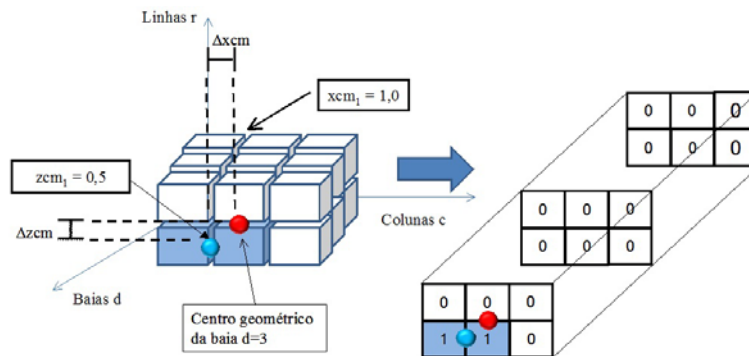 Linhas r
Δxcm
xcm₁ = 1,0
zcm₁ = 0,5
Δzcm
Colunas c
Baias d
Centro geométrico
da baia d=3
0 0 0
0 0 0
0 0 0
0 0 0
0 0 0
1 1 0